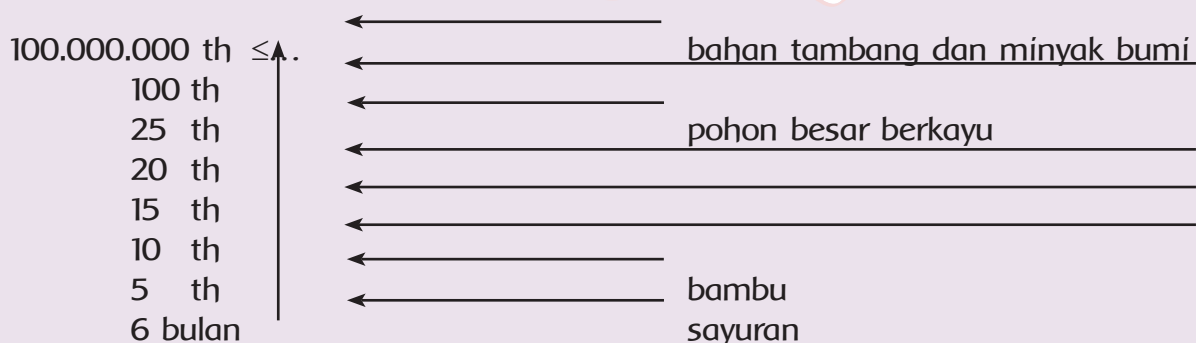 100.000.000 th ≤ . bahan tambang dan minyak bumi
100 th
25 th pohon besar berkayu
20 th
15 th
10 th
5 th bambu
6 bulan sayuran